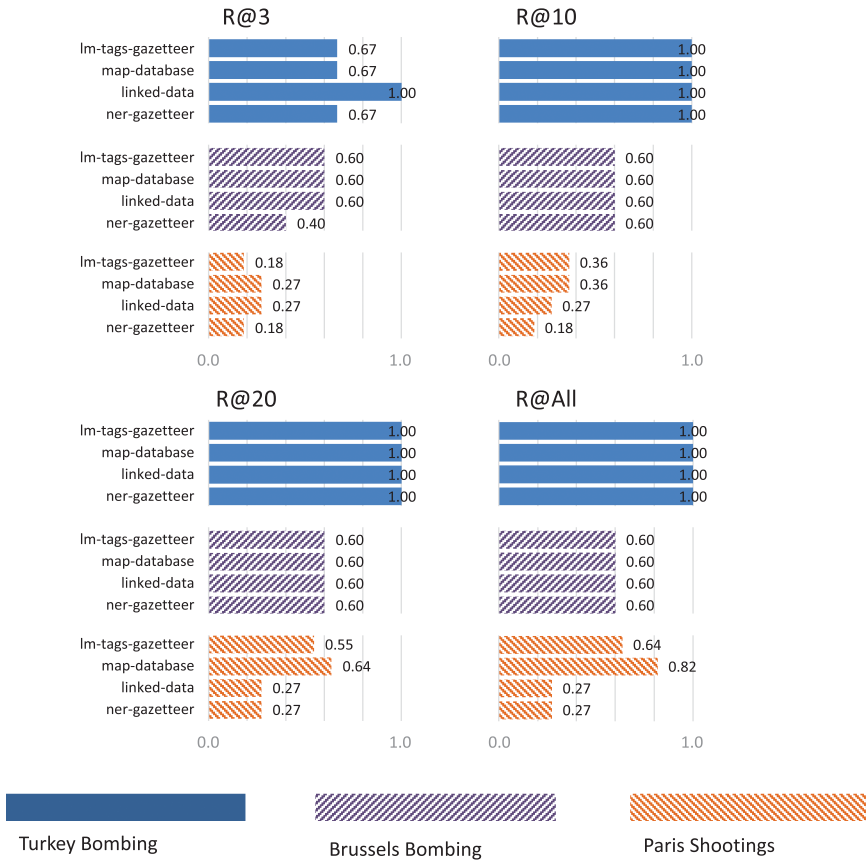 R@3 R@10
lm-tags-gazetteer 0.67 1.00
map-database 0.67 1.00
linked-data 1.00 1.00
ner-gazetteer 0.67 1.00
lm-tags-gazetteer 0.60 0.60
map-database 0.60 0.60
linked-data 0.60 0.60
ner-gazetteer 0.40 0.60
lm-tags-gazetteer 0.18 0.36
map-database 0.27 0.36
linked-data 0.27 0.27
ner-gazetteer 0.18 0.18
0.0 1.0 0.0 1.0
R@20 R@All
lm-tags-gazetteer 1.00 1.00
map-database 1.00 1.00
linked-data 1.00 1.00
ner-gazetteer 1.00 1.00
lm-tags-gazetteer 0.60 0.60
map-database 0.60 0.60
linked-data 0.60 0.60
ner-gazetteer 0.60 0.60
lm-tags-gazetteer 0.55 0.64
map-database 0.64 0.82
linked-data 0.27 0.27
ner-gazetteer 0.27 0.27
0.0 1.0 0.0 1.0
Turkey Bombing Brussels Bombing Paris Shootings